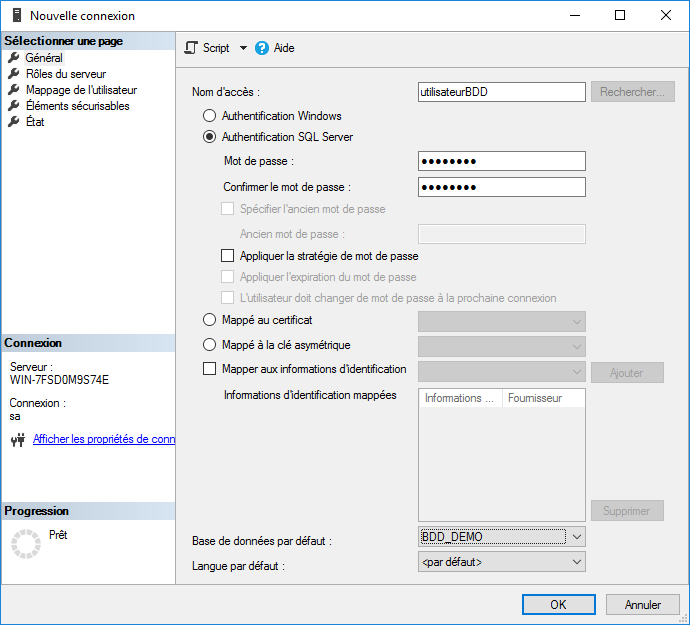 Nouvelle connexion
Sélectionner une page
Général
Rôles du serveur
Mappage de l'utilisateur
Éléments sécurisables
État
Connexion
Serveur :
WIN-7FSD0M9S74E
Connexion :
sa
Afficher les propriétés de conn
Progression
Prêt
Script
Aide
Nom d'accès :
utilisateurBDD
Rechercher...
Authentification Windows
Authentification SQL Server
Mot de passe :
●●●●●●●●
Confirmer le mot de passe :
●●●●●●●●
Spécifier l'ancien mot de passe
Ancien mot de passe :
Appliquer la stratégie de mot de passe
Appliquer l'expiration du mot de passe
L'utilisateur doit changer de mot de passe à la prochaine connexion
Mappé au certificat
Mappé à la clé asymétrique
Mapper aux informations d'identification
Ajouter
Informations d'identification mappées
Informations ... Fournisseur
Supprimer
Base de données par défaut :
BDD_DEMO
Langue par défaut :
<par défaut>
OK
Annuler